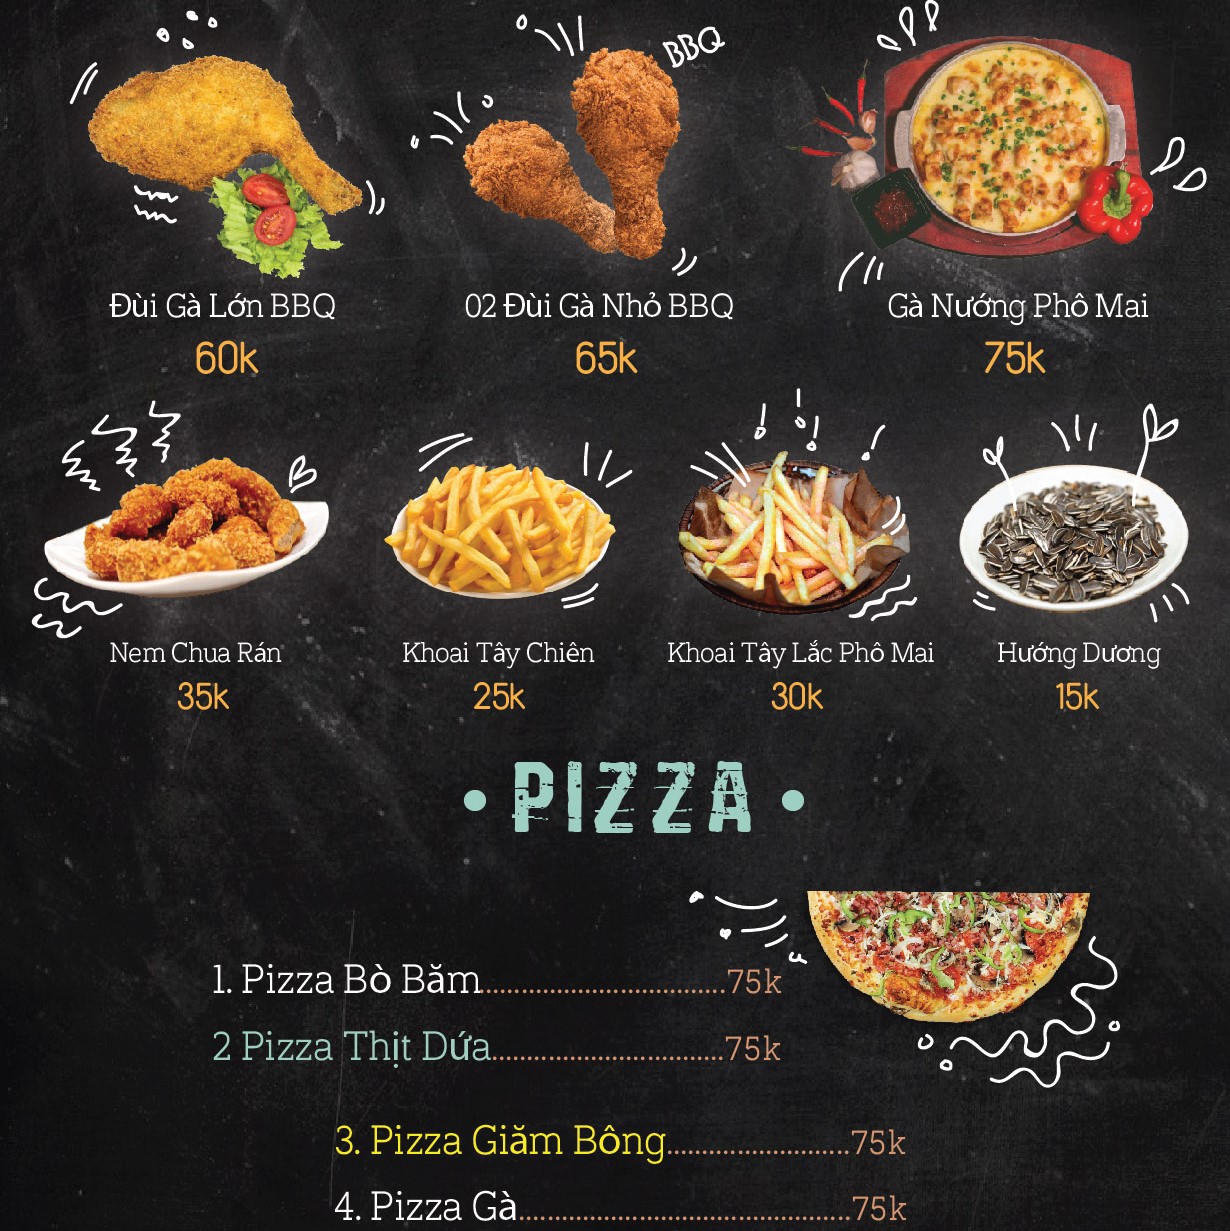 BBQ
Đùi Gà Lớn BBQ
60k
02 Đùi Gà Nhỏ BBQ
65k
Gà Nướng Phô Mai
75k
Nem Chua Rán
35k
Khoai Tây Chiên
25k
Khoai Tây Lắc Phô Mai
30k
Hướng Dương
15k
• PIZZA •
1. Pizza Bò Băm..................................75k
2 Pizza Thịt Dứa................................75k
3. Pizza Giăm Bông.........................75k
4. Pizza Gà..............................................75k